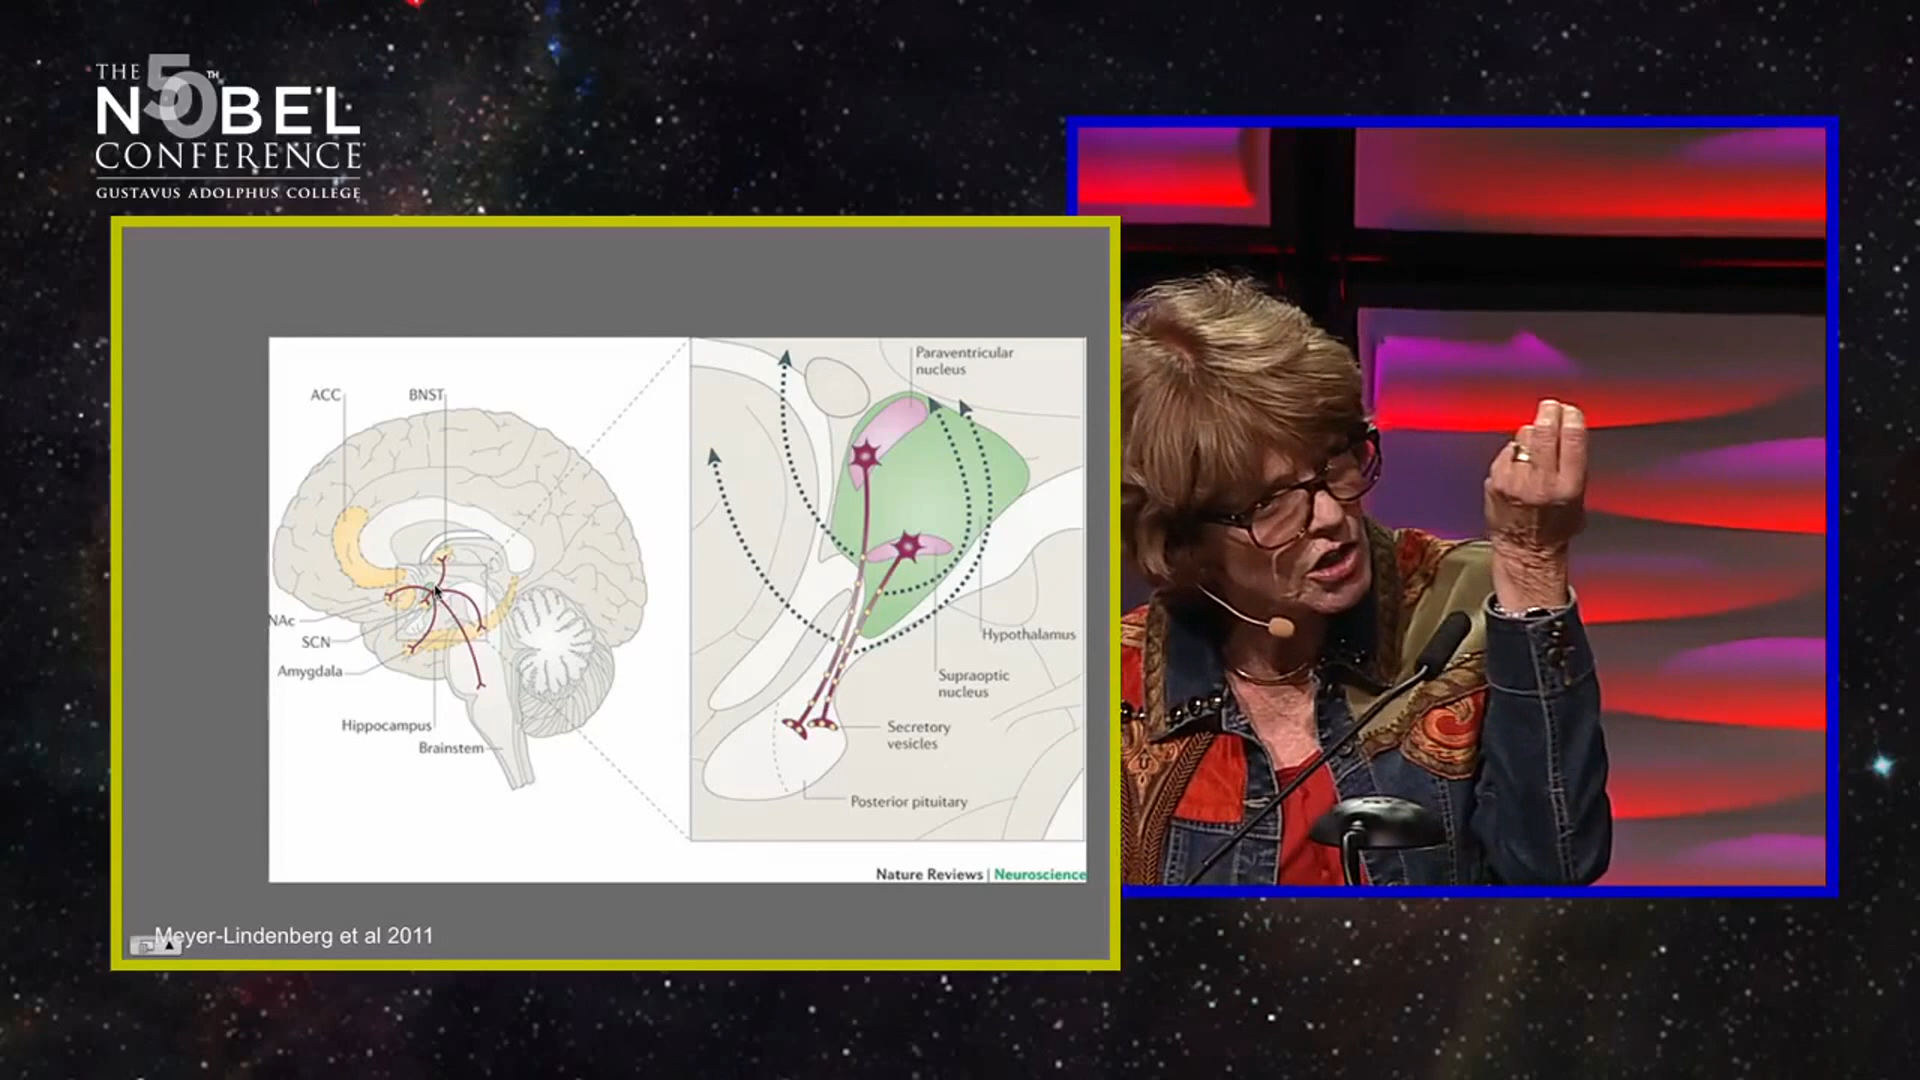 THE 50TH
NOBEL
CONFERENCE
GUSTAVUS ADOLPHUS COLLEGE
ACC
BNST
NAc
SCN
Amygdala
Hippocampus
Brainstem
Paraventricular
nucleus
Hypothalamus
Supraoptic
nucleus
Secretory
vesicles
Posterior pituitary
Nature Reviews | Neuroscience
Meyer-Lindenberg et al 2011